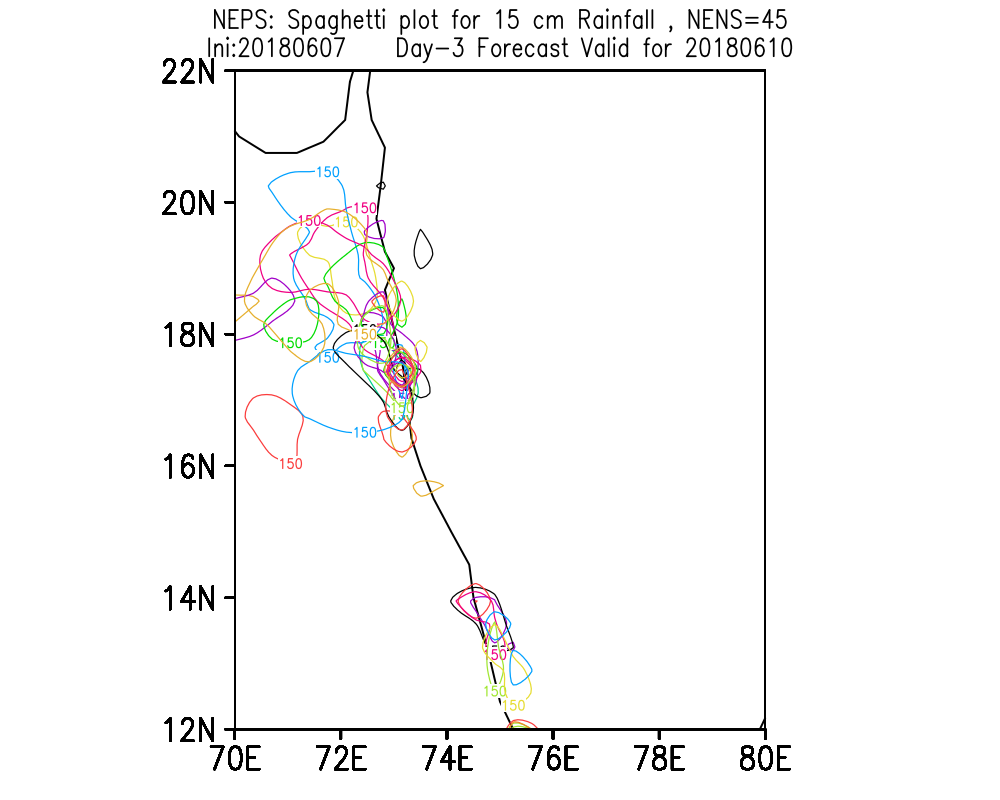 NEPS: Spaghetti plot for 15 cm Rainfall , NENS=45
Ini:20180607 Day-3 Forecast Valid for 20180610
22N
150
20N
150
150
150
18N
150
150
150
150
150
150
150
16N
150
14N
150
150
150
12N
70E 72E 74E 76E 78E 80E